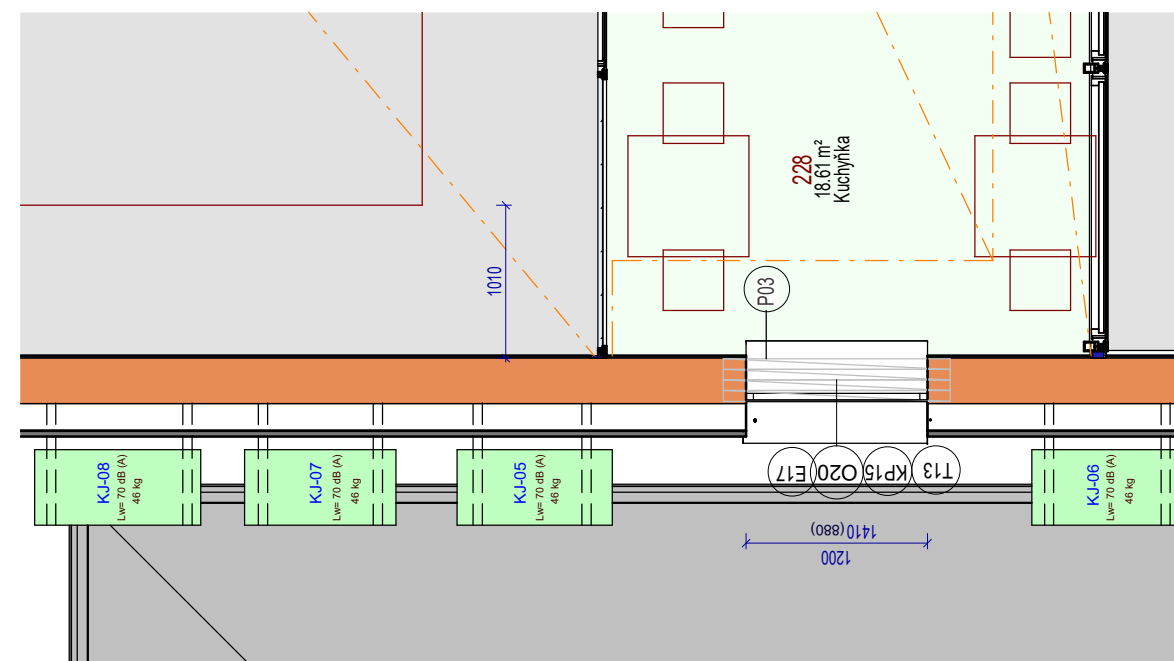 228
18.61 m²
Kuchyňka
1010
P03
E17
O20
KP15
T13
KJ-08
Lw= 70 dB (A)
46 kg
KJ-07
Lw= 70 dB (A)
46 kg
KJ-05
Lw= 70 dB (A)
46 kg
KJ-06
Lw= 70 dB (A)
46 kg
1200
1410 (880)